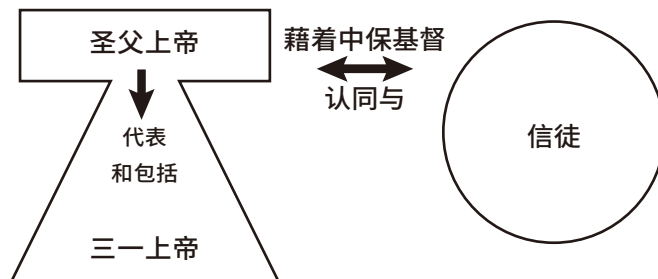 圣父上帝
代表
和包括
三一上帝
藉着中保基督
认同与
信徒